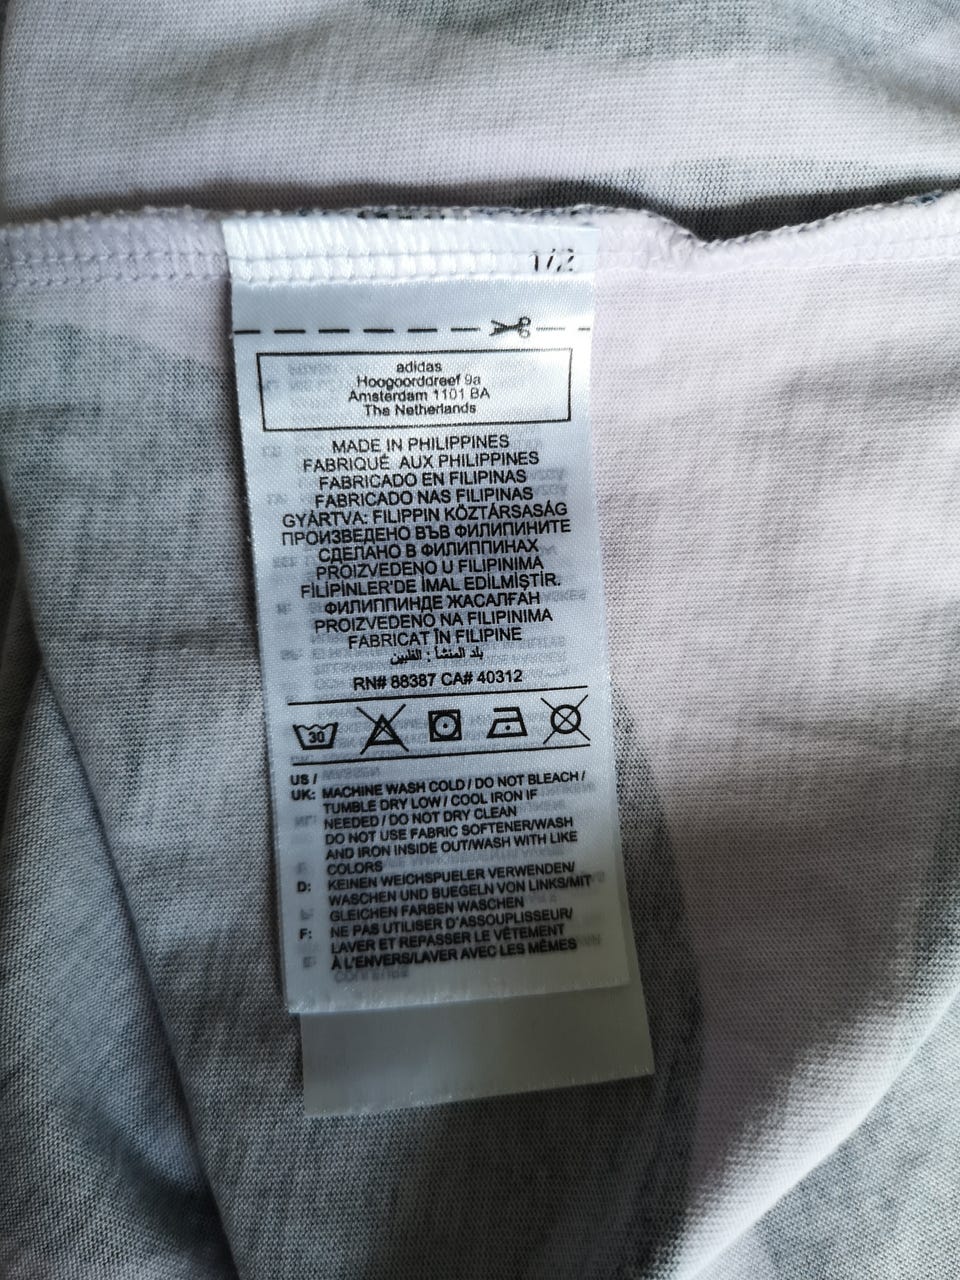 1/2
adidas
Hoogoorddreef 9a
Amsterdam 1101 BA
The Netherlands
MADE IN PHILIPPINES
FABRIQUÉ AUX PHILIPPINES
FABRICADO EN FILIPINAS
FABRICADO NAS FILIPINAS
GYÁRTVA: FILIPPIN KÖZTÁRSASÁG
ПРОИЗВЕДЕНО ВЪВ ФИЛИПИНИТЕ
СДЕЛАНО В ФИЛИППИНАХ
PROIZVEDENO U FILIPINIMA
FİLİPİNLER'DE İMAL EDİLMİŞTİR.
ФИЛИППИНДЕ ЖАСАЛҒАН
PROIZVEDENO NA FILIPINIMA
FABRICAT ÎN FILIPINE
بلد المنشأ : الفلبين
RN# 88387 CA# 40312
30
US /
UK: MACHINE WASH COLD / DO NOT BLEACH /
TUMBLE DRY LOW / COOL IRON IF
NEEDED / DO NOT DRY CLEAN
DO NOT USE FABRIC SOFTENER/WASH
AND IRON INSIDE OUT/WASH WITH LIKE
COLORS
D: KEINEN WEICHSPUELER VERWENDEN/
WASCHEN UND BUEGELN VON LINKS/MIT
GLEICHEN FARBEN WASCHEN
F: NE PAS UTILISER D'ASSOUPLISSEUR/
LAVER ET REPASSER LE VÊTEMENT
À L'ENVERS/LAVER AVEC LES MÊMES